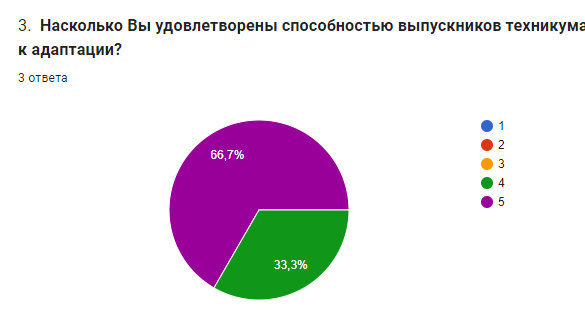 3. Насколько Вы удовлетворены способностью выпускников техникума
к адаптации?
3 ответа
66,7%
33,3%
1
2
3
4
5